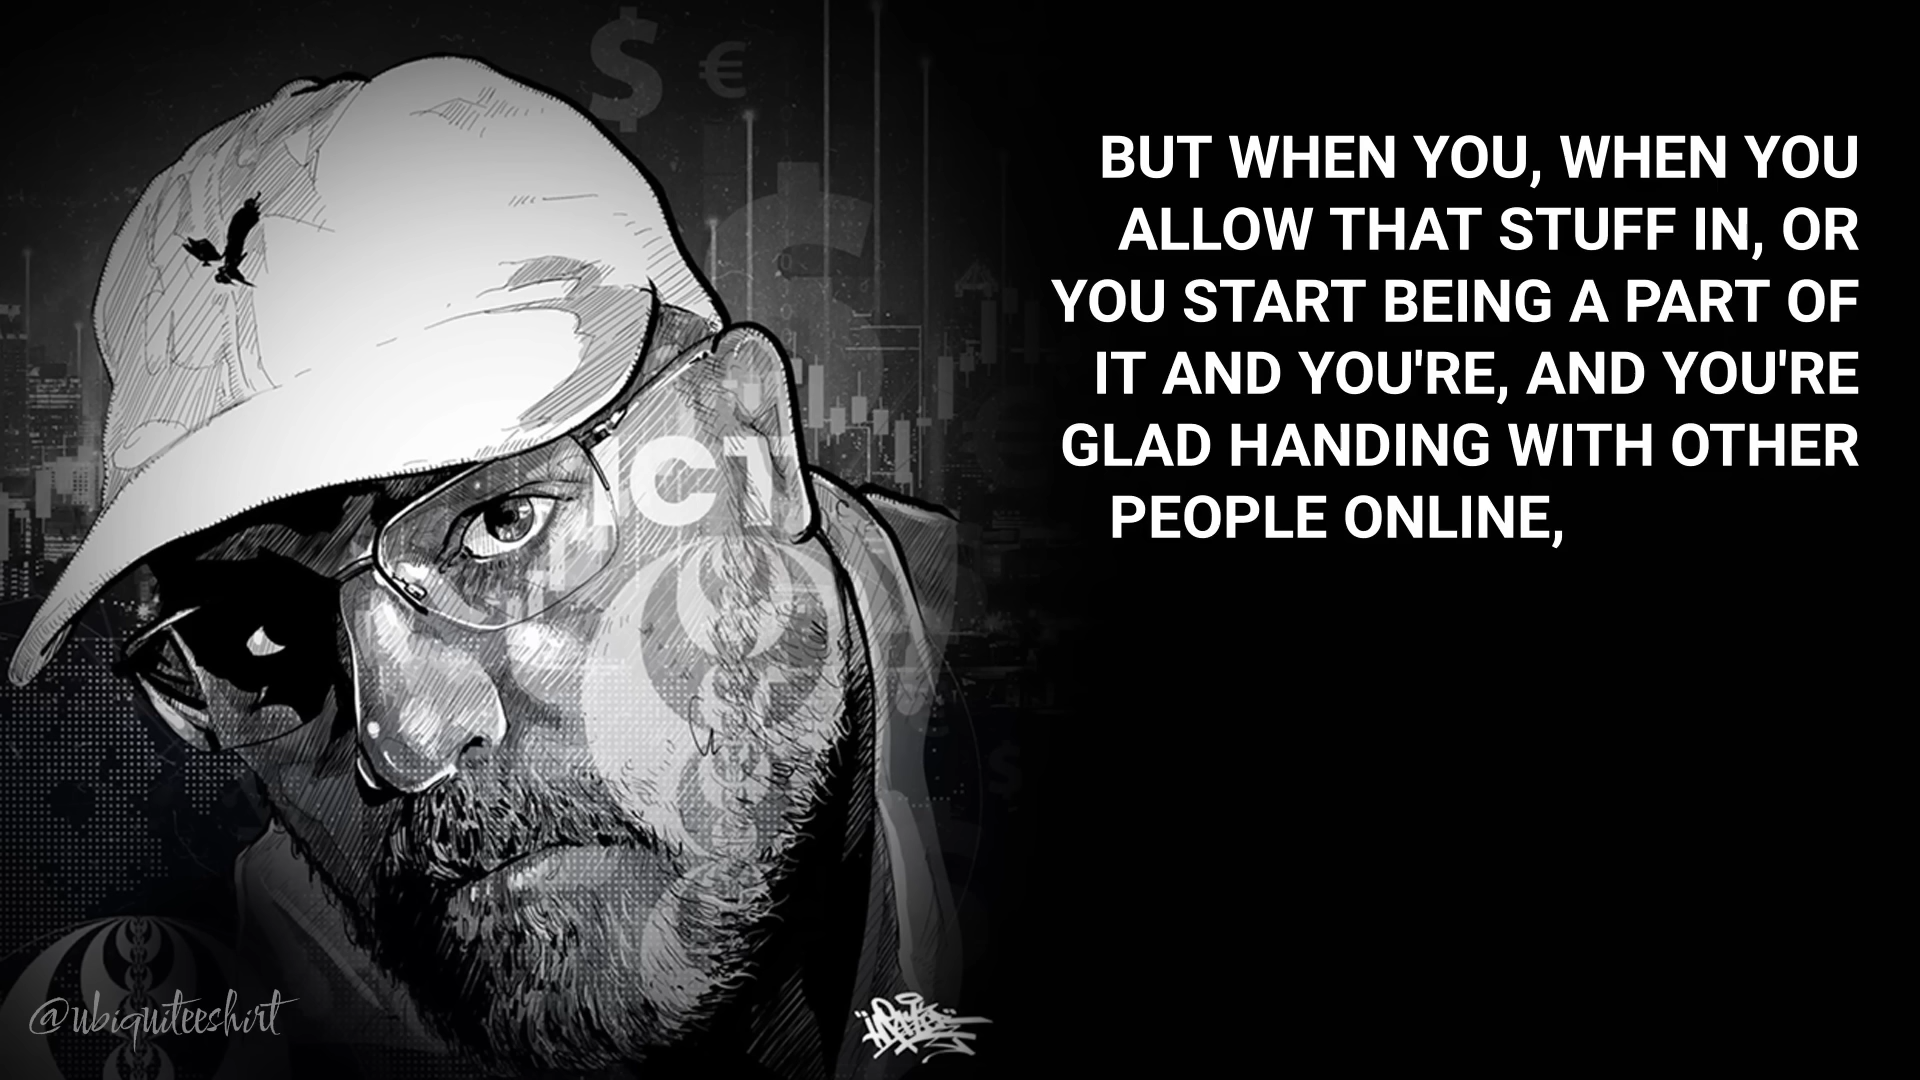 $ €
BUT WHEN YOU, WHEN YOU
ALLOW THAT STUFF IN, OR
YOU START BEING A PART OF
IT AND YOU'RE, AND YOU'RE
GLAD HANDING WITH OTHER
PEOPLE ONLINE,
ICT
@ubiquiteeshirt